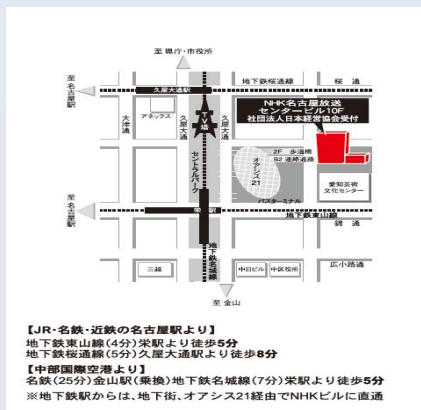 至 県庁・市役所
至 名古屋駅
久屋大通駅
地下鉄桜通線
桜 通
大津通
アネックス
久屋大通
TV塔
久屋大通
NHK名古屋放送
センタービル10F
社団法人日本経営協会受付
セントラルパーク
オアシス21
2F 歩道橋
B2 連絡通路
愛知芸術
文化センター
バスターミナル
至 名古屋駅
栄駅
地下鉄東山線
錦 通
地下鉄名城線
三越
中日ビル
中区役所
広小路通
至 金山
【JR・名鉄・近鉄の名古屋駅より】
地下鉄東山線(4分)栄駅より徒歩5分
地下鉄桜通線(5分)久屋大通駅より徒歩8分
【中部国際空港より】
名鉄(25分)金山駅(乗換)地下鉄名城線(7分)栄駅より徒歩5分
※地下鉄駅からは、地下街、オアシス21経由でNHKビルに直通